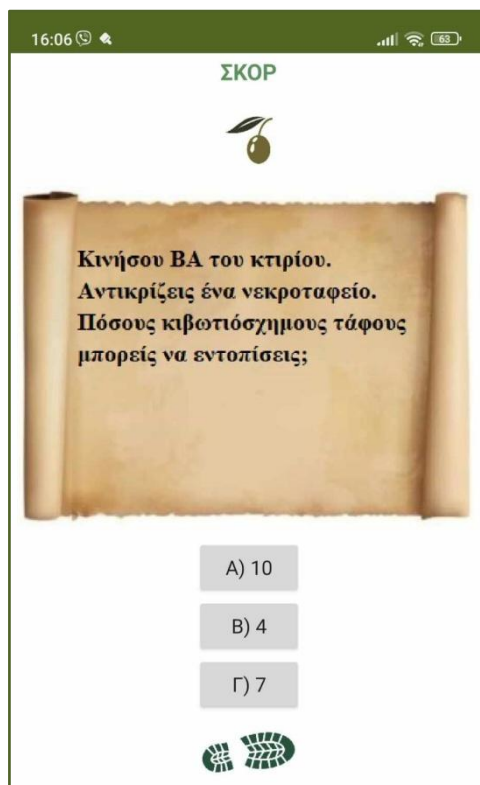 16:06
63
ΣΚΟΡ
Κινήσου ΒΑ του κτιρίου.
Αντικρίζεις ένα νεκροταφείο.
Πόσους κιβωτιόσχημους τάφους
μπορείς να εντοπίσεις;
Α) 10
Β) 4
Γ) 7